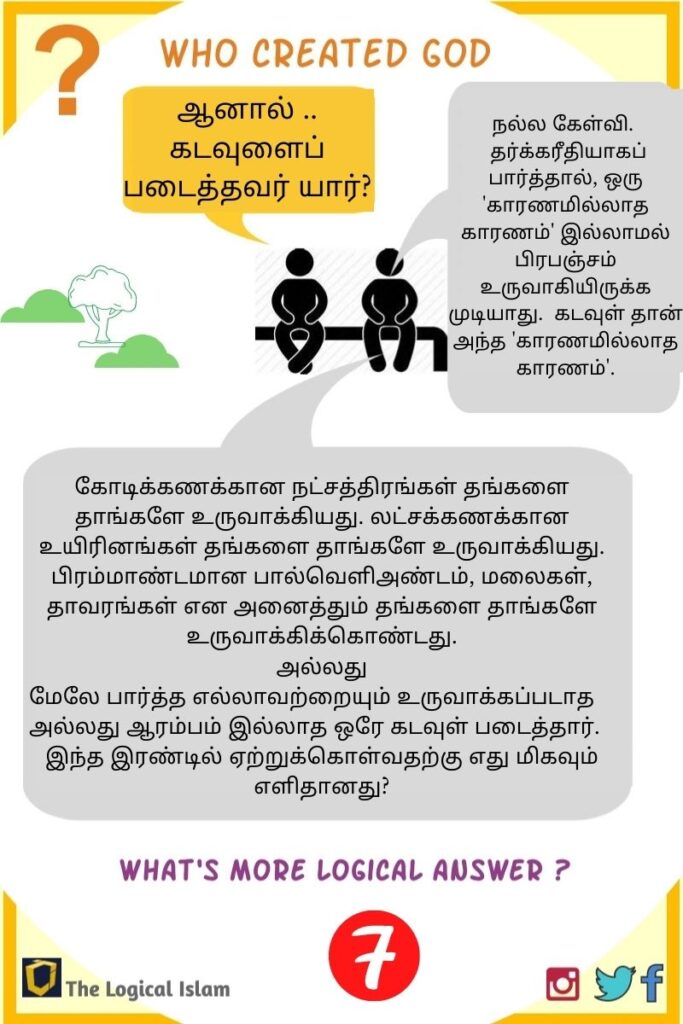 ?
WHO CREATED GOD
ஆனால் ..
கடவுளைப்
படைத்தவர் யார்?
நல்ல கேள்வி.
தர்க்கரீதியாகப்
பார்த்தால், ஒரு
'காரணமில்லாத
காரணம்' இல்லாமல்
பிரபஞ்சம்
உருவாகியிருக்க
முடியாது. கடவுள் தான்
அந்த 'காரணமில்லாத
காரணம்'.
கோடிக்கணக்கான நட்சத்திரங்கள் தங்களை
தாங்களே உருவாக்கியது. லட்சக்கணக்கான
உயிரினங்கள் தங்களை தாங்களே உருவாக்கியது.
பிரம்மாண்டமான பால்வெளிஅண்டம், மலைகள்,
தாவரங்கள் என அனைத்தும் தங்களை தாங்களே
உருவாக்கிக்கொண்டது.
அல்லது
மேலே பார்த்த எல்லாவற்றையும் உருவாக்கப்படாத
அல்லது ஆரம்பம் இல்லாத ஒரே கடவுள் படைத்தார்.
இந்த இரண்டில் ஏற்றுக்கொள்வதற்கு எது மிகவும்
எளிதானது?
WHAT'S MORE LOGICAL ANSWER ?
7
The Logical Islam